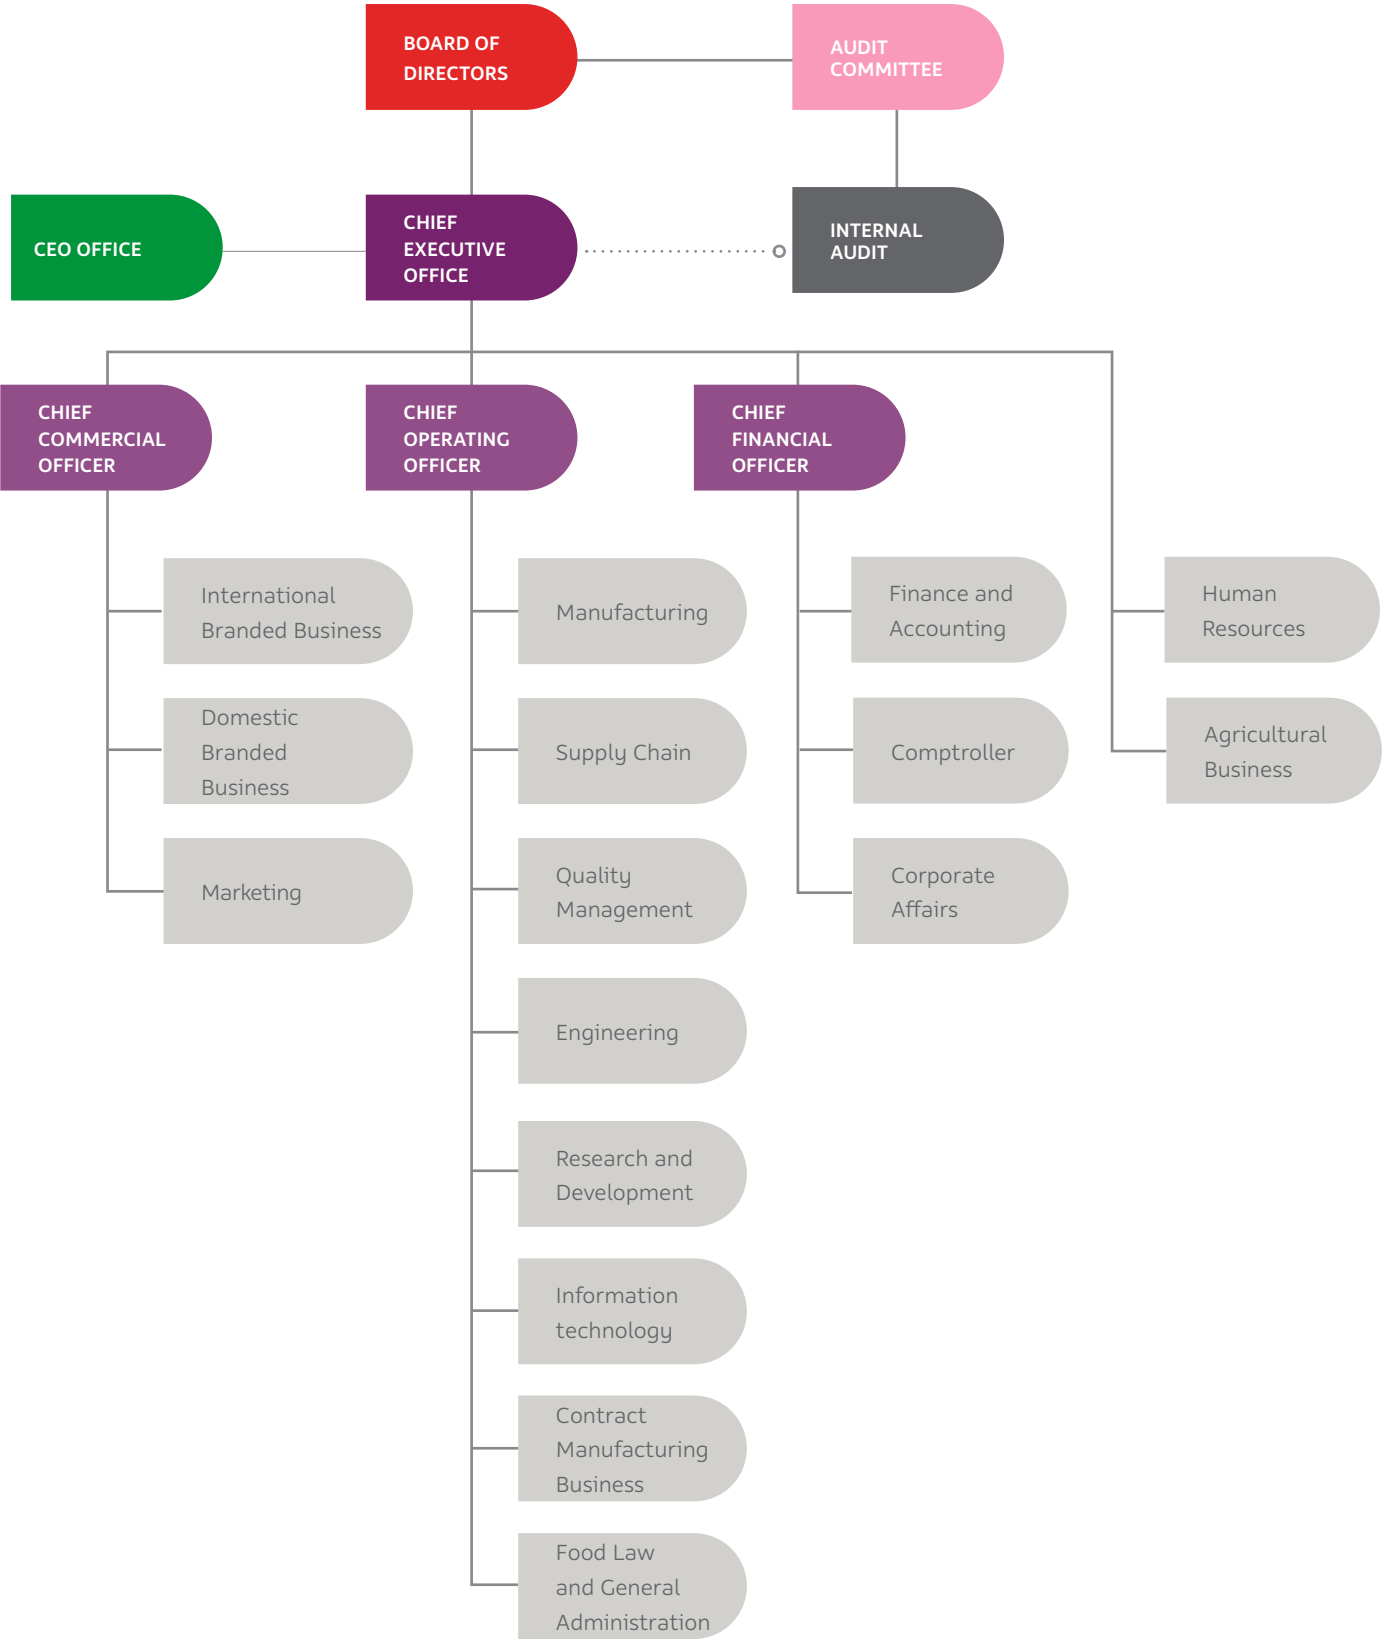 BOARD OF
DIRECTORS
AUDIT
COMMITTEE
CEO OFFICE
CHIEF
EXECUTIVE
OFFICE
INTERNAL
AUDIT
CHIEF
COMMERCIAL
OFFICER
CHIEF
OPERATING
OFFICER
CHIEF
FINANCIAL
OFFICER
International
Branded Business
Domestic
Branded
Business
Marketing
Manufacturing
Supply Chain
Quality
Management
Engineering
Research and
Development
Information
technology
Contract
Manufacturing
Business
Food Law
and General
Administration
Finance and
Accounting
Comptroller
Corporate
Affairs
Human
Resources
Agricultural
Business